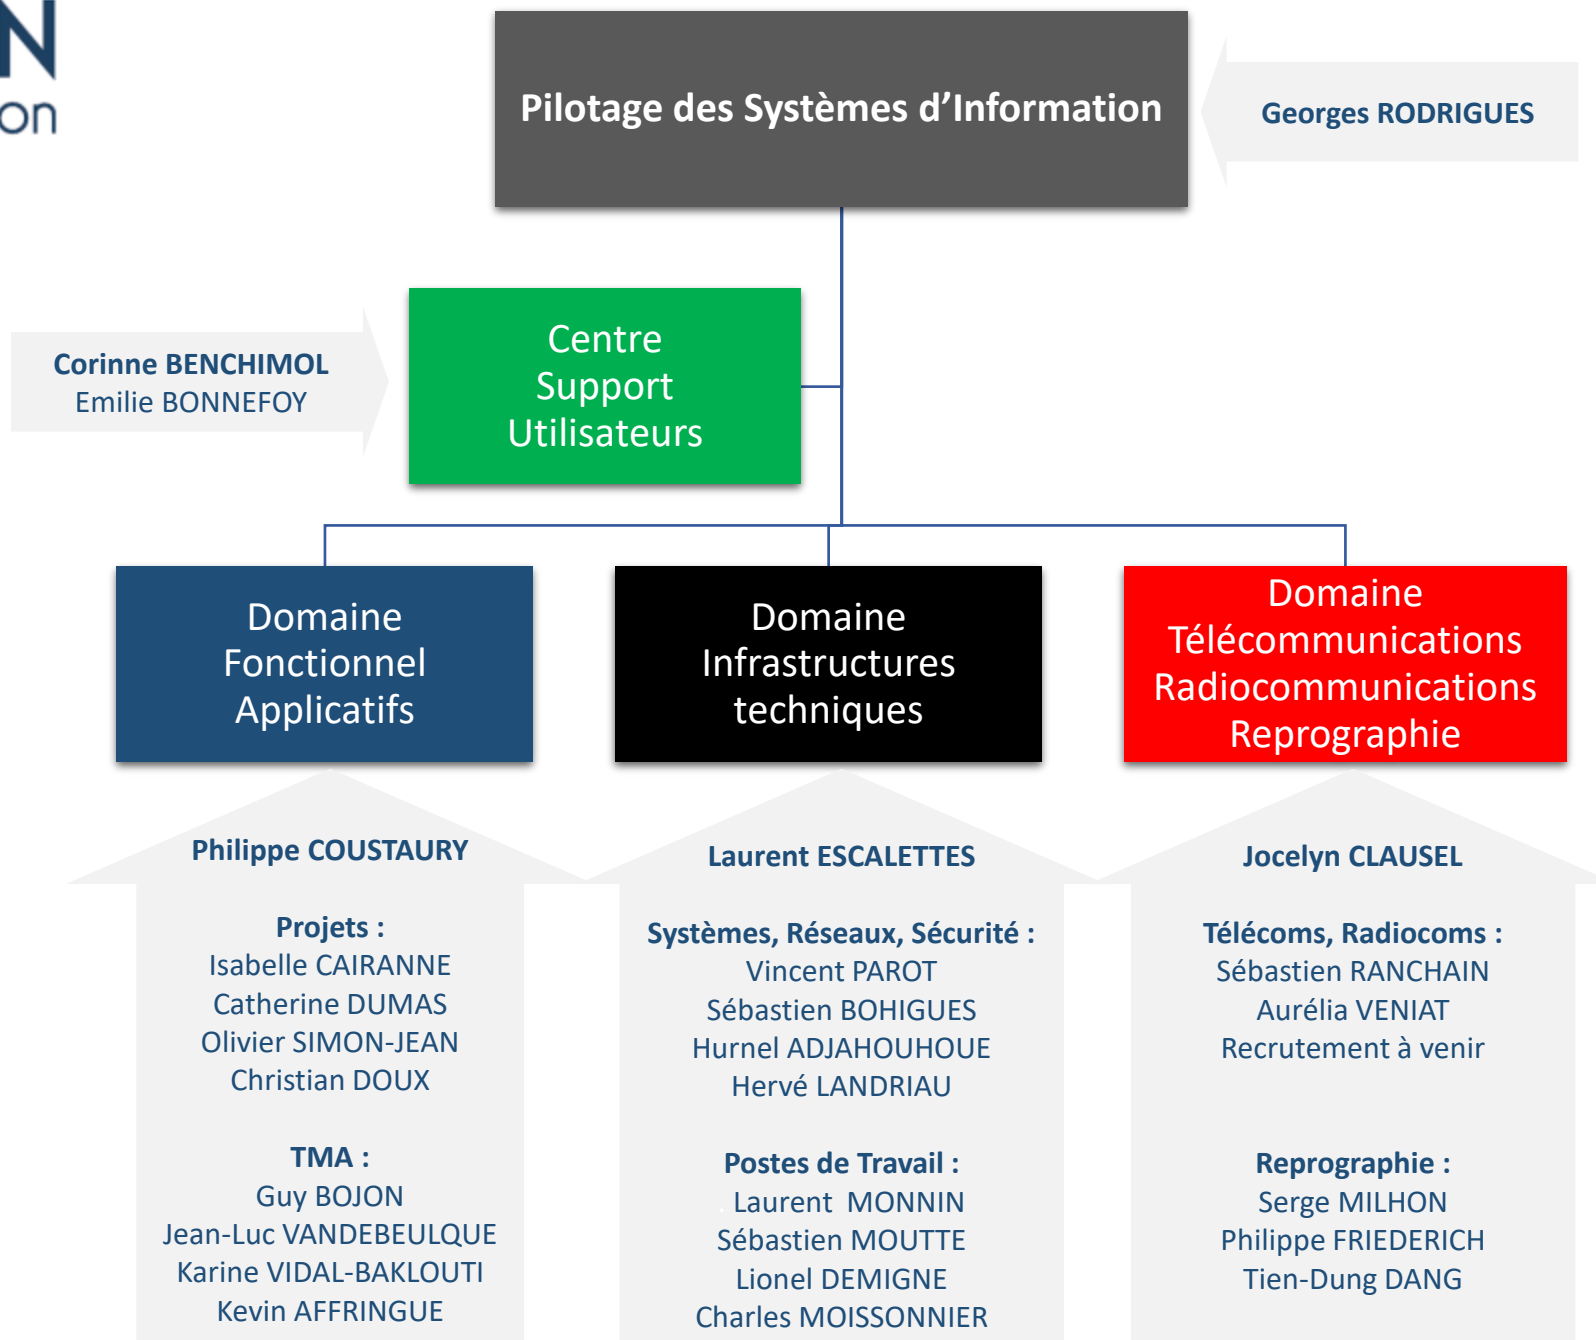 N
on
Pilotage des Systèmes d’Information
Georges RODRIGUES
Corinne BENCHIMOL
Emilie BONNEFOY
Centre
Support
Utilisateurs
Domaine
Fonctionnel
Applicatifs
Domaine
Infrastructures
techniques
Domaine
Télécommunications
Radiocommunications
Reprographie
Philippe COUSTAURY
Projets :
Isabelle CAIRANNE
Catherine DUMAS
Olivier SIMON-JEAN
Christian DOUX
TMA :
Guy BOJON
Jean-Luc VANDEBEULQUE
Karine VIDAL-BAKLOUTI
Kevin AFFRINGUE
Laurent ESCALETTES
Systèmes, Réseaux, Sécurité :
Vincent PAROT
Sébastien BOHIGUES
Hurnel ADJAHOUHOUE
Hervé LANDRIAU
Postes de Travail :
Laurent MONNIN
Sébastien MOUTTE
Lionel DEMIGNE
Charles MOISSONNIER
Jocelyn CLAUSEL
Télécoms, Radiocoms :
Sébastien RANCHAIN
Aurélia VENIAT
Recrutement à venir
Reprographie :
Serge MILHON
Philippe FRIEDERICH
Tien-Dung DANG